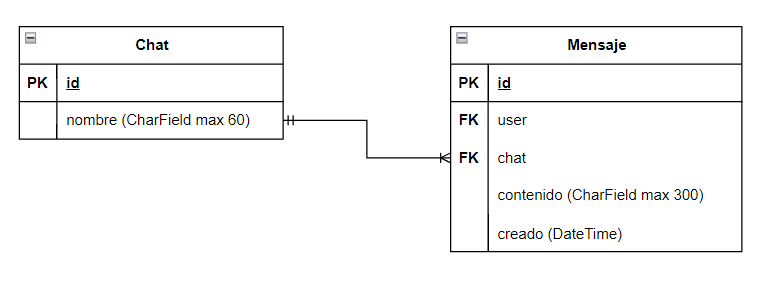 Chat
PK id
nombre (CharField max 60)
Mensaje
PK id
FK user
FK chat
contenido (CharField max 300)
creado (DateTime)